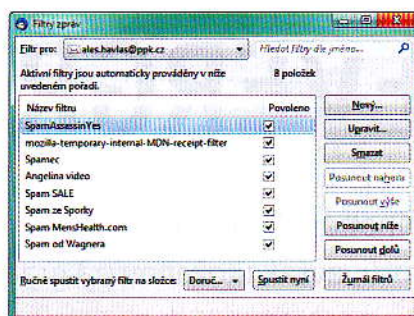 Filtry zpráv
Filtr pro: ales.havlas@ppk.cz
Hledat filtry dle jména...
Aktivní filtry jsou automaticky prováděny v níže
uvedeném pořadí.
8 položek
Název filtru Povoleno
SpamAssassinYes
mozilla-temporary-internal-MDN-receipt-filter
Spamec
Angelina video
Spam SALE
Spam ze Sporky
Spam MensHealth.com
Spam od Wagnera
Nový...
Upravit...
Smazat
Posunout nahoru
Posunout výše
Posunout níže
Posunout dolů
Ručně spustit vybraný filtr na složce: Doruč... Spustit nyní Žurnál filtrů